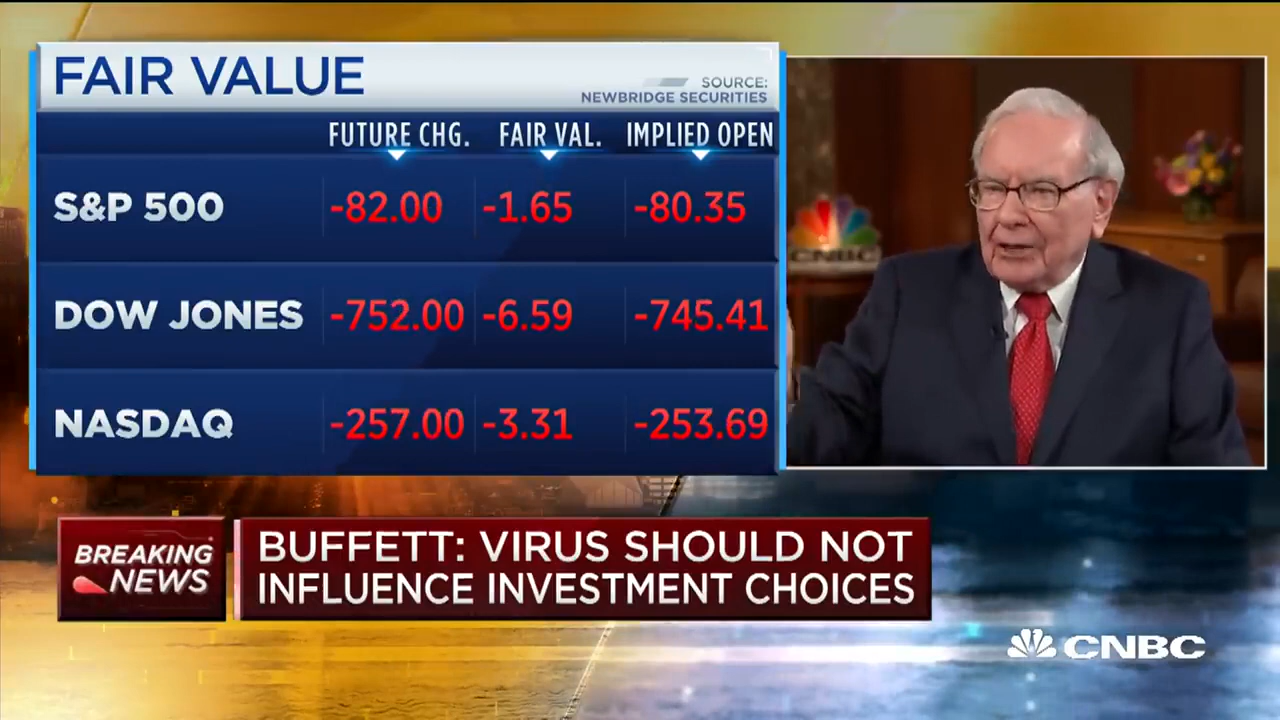 FAIR VALUE
SOURCE:
NEWBRIDGE SECURITIES
FUTURE CHG. FAIR VAL. IMPLIED OPEN
S&P 500 -82.00 -1.65 -80.35
DOW JONES -752.00 -6.59 -745.41
NASDAQ -257.00 -3.31 -253.69
CNBC
BREAKING
NEWS
BUFFETT: VIRUS SHOULD NOT
INFLUENCE INVESTMENT CHOICES
CNBC